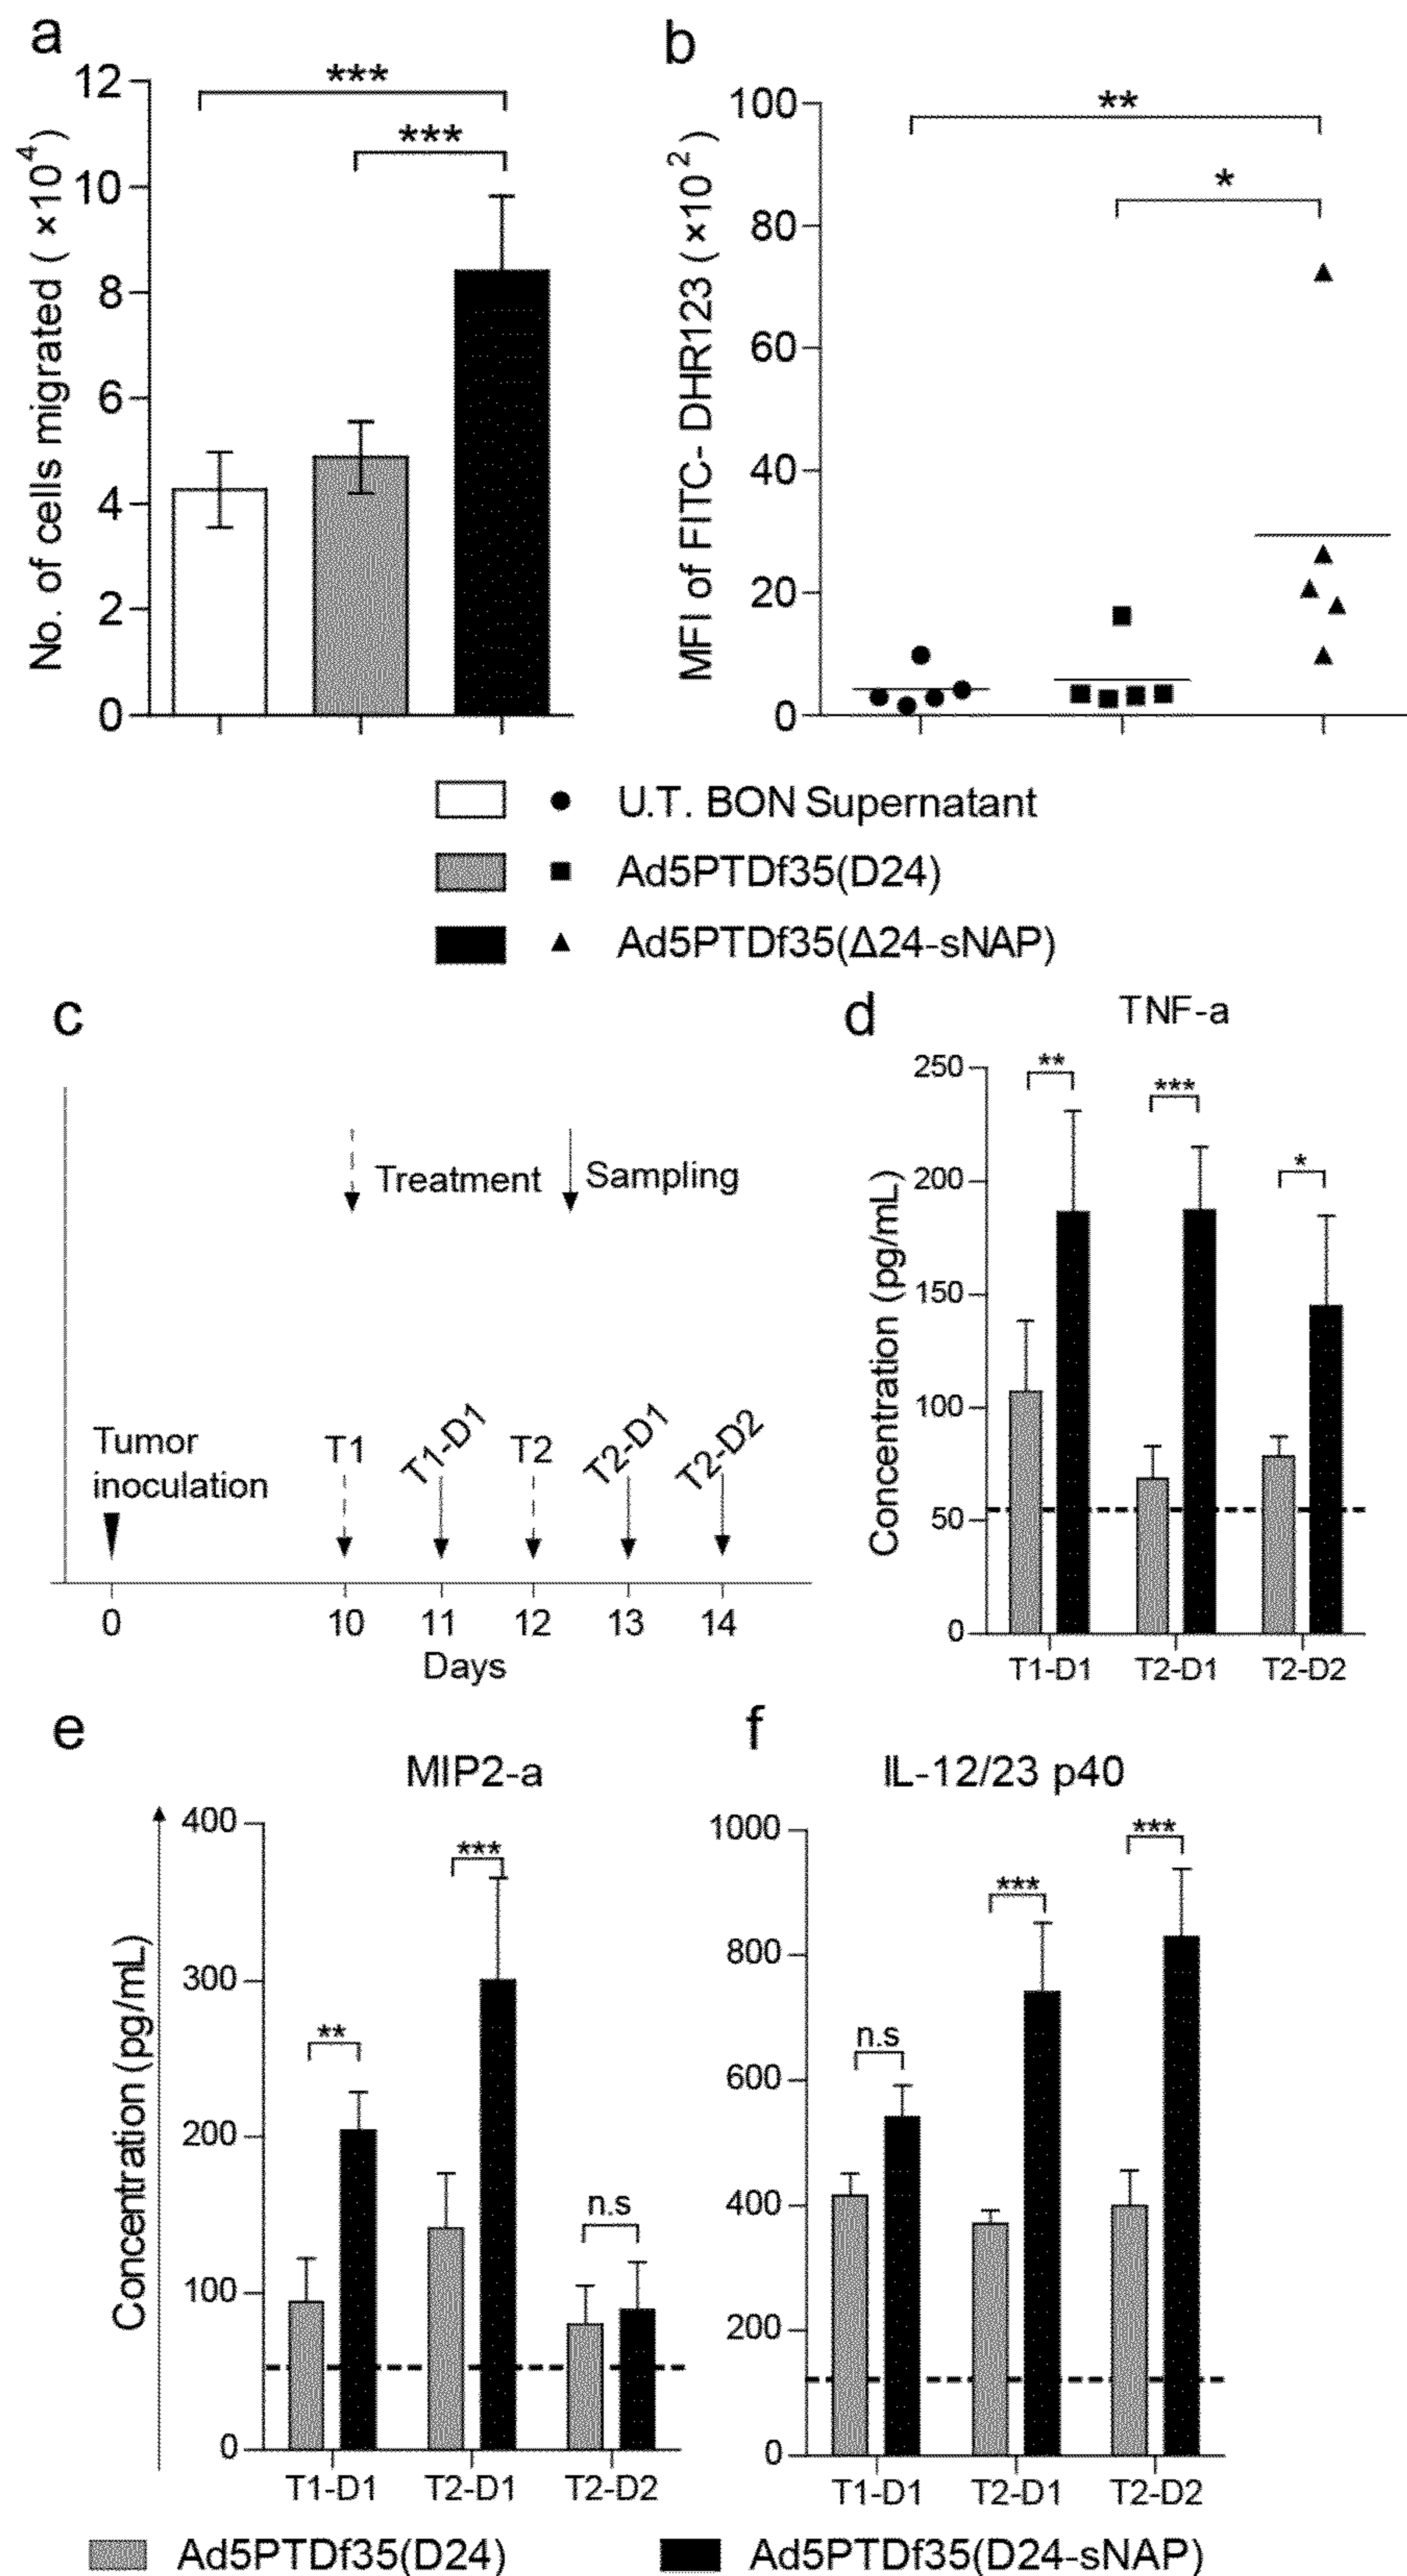 a
b
No. of cells migrated ( ×10⁴)
12
10
8
6
4
2
0
***
***
MFI of FITC- DHR123 ( ×10²)
100
80
60
40
20
0
**
*
U.T. BON Supernatant
Ad5PTDf35(D24)
Ad5PTDf35(Δ24-sNAP)
c
Treatment
Sampling
Tumor
inoculation
T1
T1-D1
T2
T2-D1
T2-D2
0
10
11
12
13
14
Days
d
TNF-a
Concentration (pg/mL)
250
200
150
100
50
0
**
***
*
T1-D1
T2-D1
T2-D2
e
MIP2-a
Concentration (pg/mL)
400
300
200
100
0
**
***
n.s
T1-D1
T2-D1
T2-D2
f
IL-12/23 p40
1000
800
600
400
200
0
n.s
***
***
T1-D1
T2-D1
T2-D2
Ad5PTDf35(D24)
Ad5PTDf35(D24-sNAP)